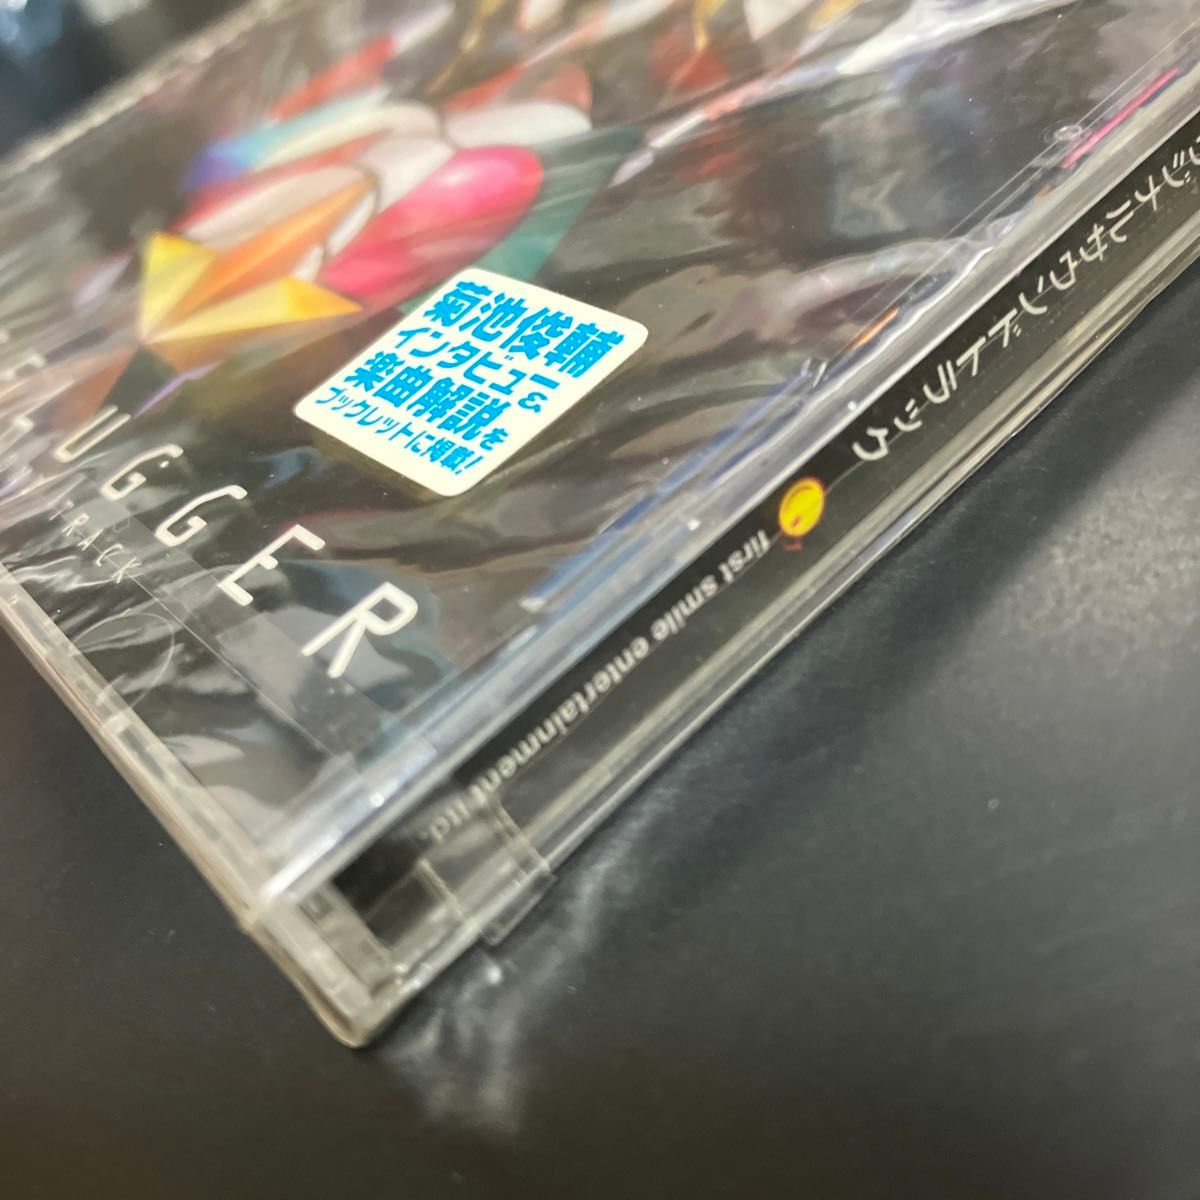 菊池俊輔
インタビュー&
楽曲解説を
ブックレットに掲載!
UGGER
TRACK
オリジナルサウンドトラック
first smile entertainment ltd.